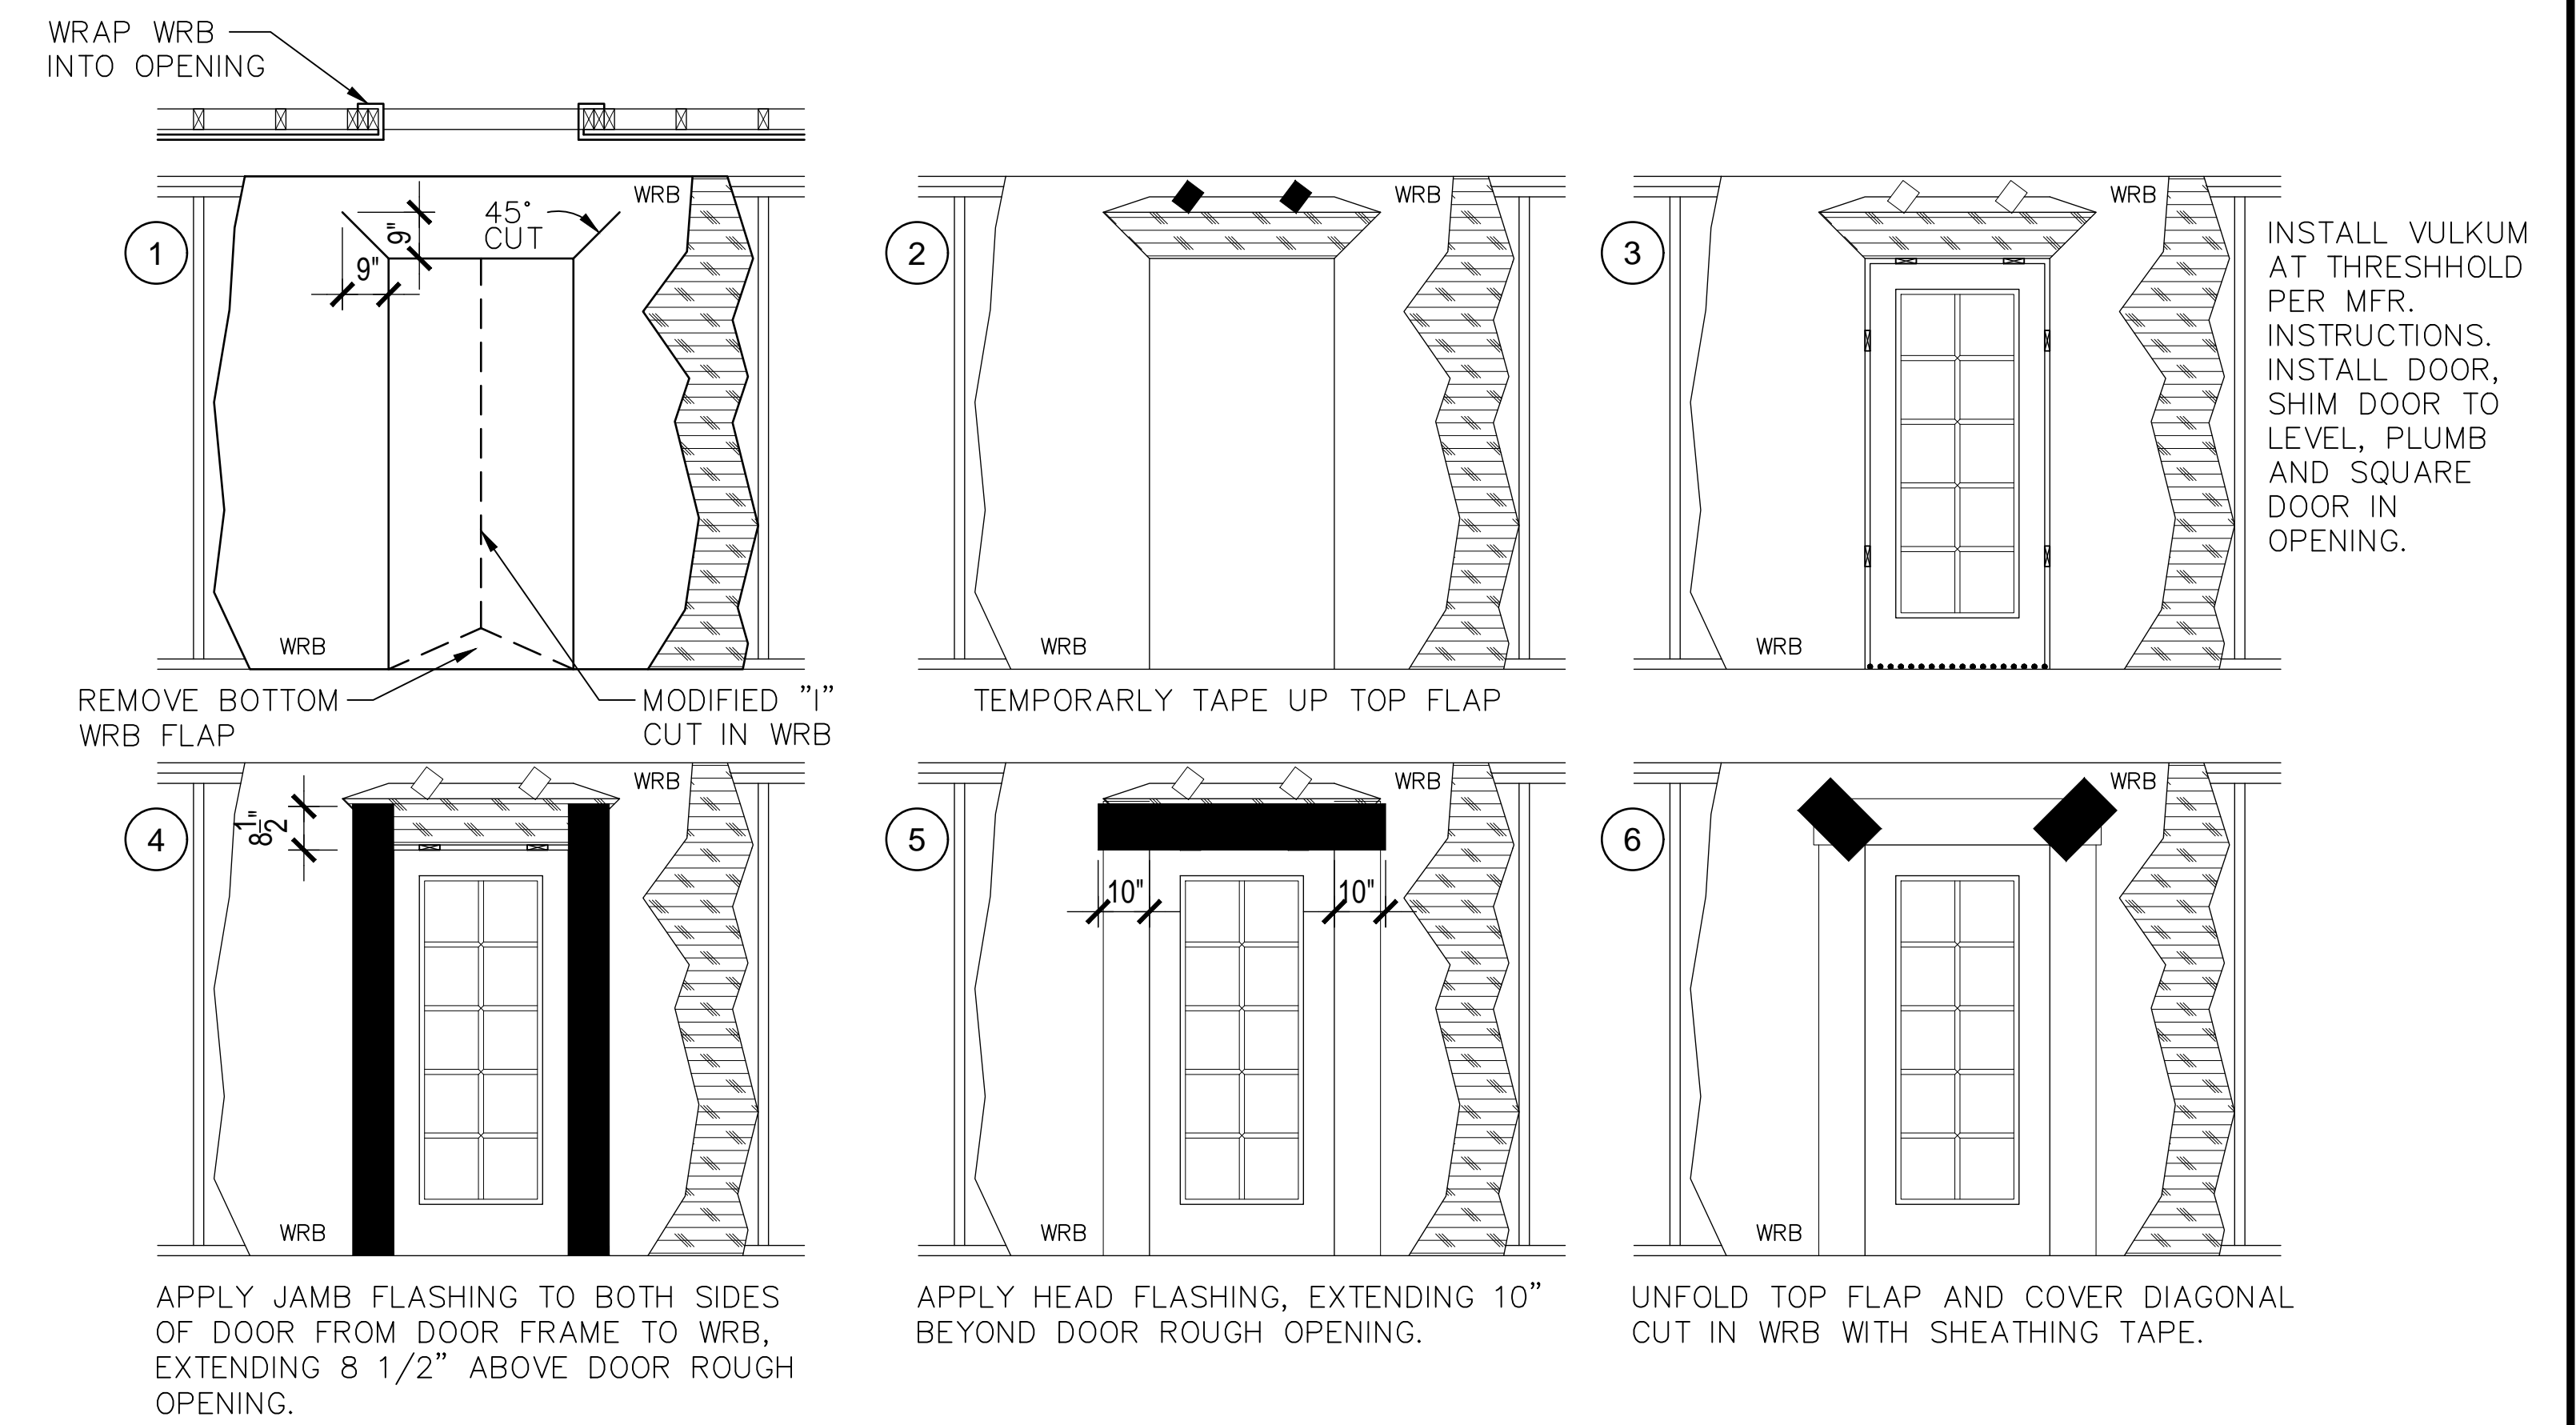 WRAP WRB
INTO OPENING
1
9"
9"
45°
CUT
WRB
WRB
REMOVE BOTTOM
WRB FLAP
MODIFIED "I"
CUT IN WRB
2
WRB
WRB
TEMPORARLY TAPE UP TOP FLAP
3
WRB
WRB
INSTALL VULKUM
AT THRESHHOLD
PER MFR.
INSTRUCTIONS.
INSTALL DOOR,
SHIM DOOR TO
LEVEL, PLUMB
AND SQUARE
DOOR IN
OPENING.
4
8 1/2"
WRB
WRB
APPLY JAMB FLASHING TO BOTH SIDES
OF DOOR FROM DOOR FRAME TO WRB,
EXTENDING 8 1/2" ABOVE DOOR ROUGH
OPENING.
5
WRB
10"
10"
WRB
APPLY HEAD FLASHING, EXTENDING 10"
BEYOND DOOR ROUGH OPENING.
6
WRB
WRB
UNFOLD TOP FLAP AND COVER DIAGONAL
CUT IN WRB WITH SHEATHING TAPE.